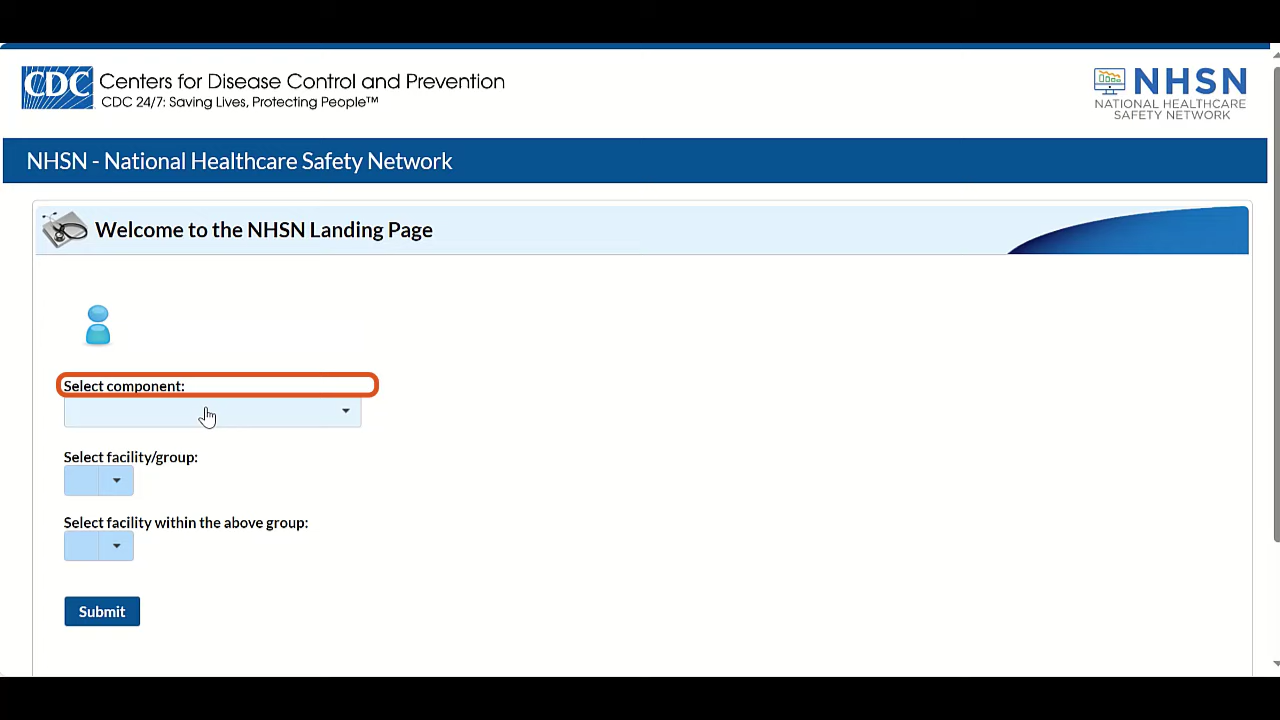 CDC
Centers for Disease Control and Prevention
CDC 24/7: Saving Lives, Protecting People™
NHSN
NATIONAL HEALTHCARE
SAFETY NETWORK
NHSN - National Healthcare Safety Network
Welcome to the NHSN Landing Page
Select component:
Select facility/group:
Select facility within the above group:
Submit